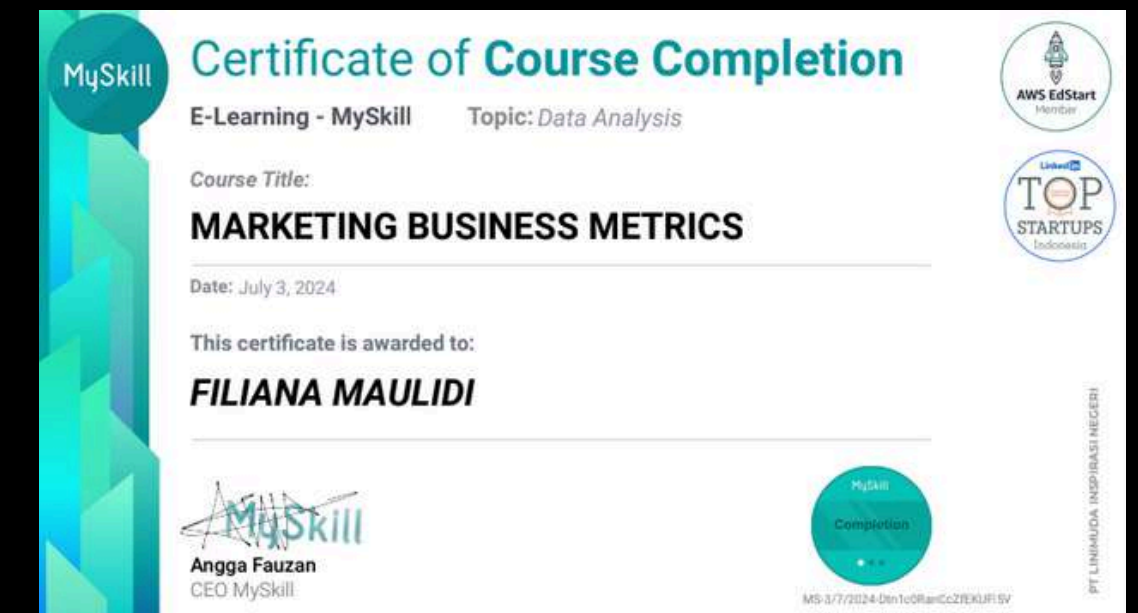 MySkill
Certificate of Course Completion
E-Learning - MySkill Topic: Data Analysis
Course Title:
MARKETING BUSINESS METRICS
Date: July 3, 2024
This certificate is awarded to:
FILIANA MAULIDI
MySkill
Angga Fauzan
CEO MySkill
AWS EdStart
Member
LinkedIn
TOP
STARTUPS
Indonesia
MySkill
Completion
PT LINIMUDA INSPIRASI NEGERI